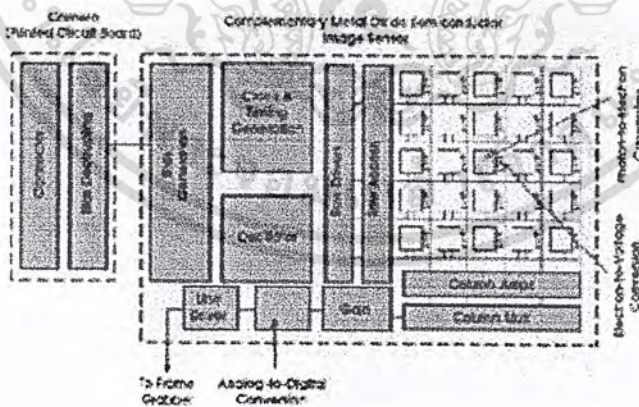 Camera
(Printed Circuit Board)
Complementary Metal Oxide Semiconductor
Image Sensor
Connector
Bias Decoupling
Bias Generation
Clock &
Timing
Generation
Oscillator
Row Drivers
Row Access
Line
Driver
Gain
Column Amps
Column Mux
Photon-to-Electron
Conversion
Electron-to-Voltage
Conversion
To Frame
Grabber
Analog-to-Digital
Conversion